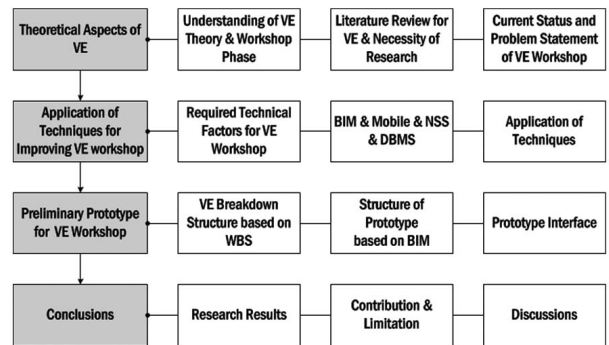 Theoretical Aspects of
VE
Understanding of VE
Theory & Workshop
Phase
Literature Review for
VE & Necessity of
Research
Current Status and
Problem Statement
of VE Workshop
Application of
Techniques for
Improving VE workshop
Required Technical
Factors for VE
Workshop
BIM & Mobile & NSS
& DBMS
Application of
Techniques
Preliminary Prototype
for VE Workshop
VE Breakdown
Structure based on
WBS
Structure of
Prototype
based on BIM
Prototype Interface
Conclusions
Research Results
Contribution &
Limitation
Discussions